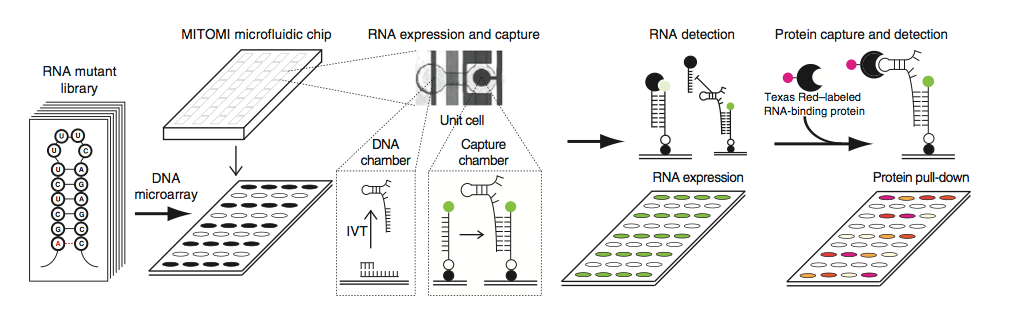 MITOMI microfluidic chip
RNA expression and capture
RNA detection
Protein capture and detection
RNA mutant
library
Unit cell
Texas Red–labeled
RNA-binding protein
DNA
chamber
Capture
chamber
DNA
microarray
IVT
RNA expression
Protein pull-down
U U
U C
U A
C G
U A
C G
G C
A C